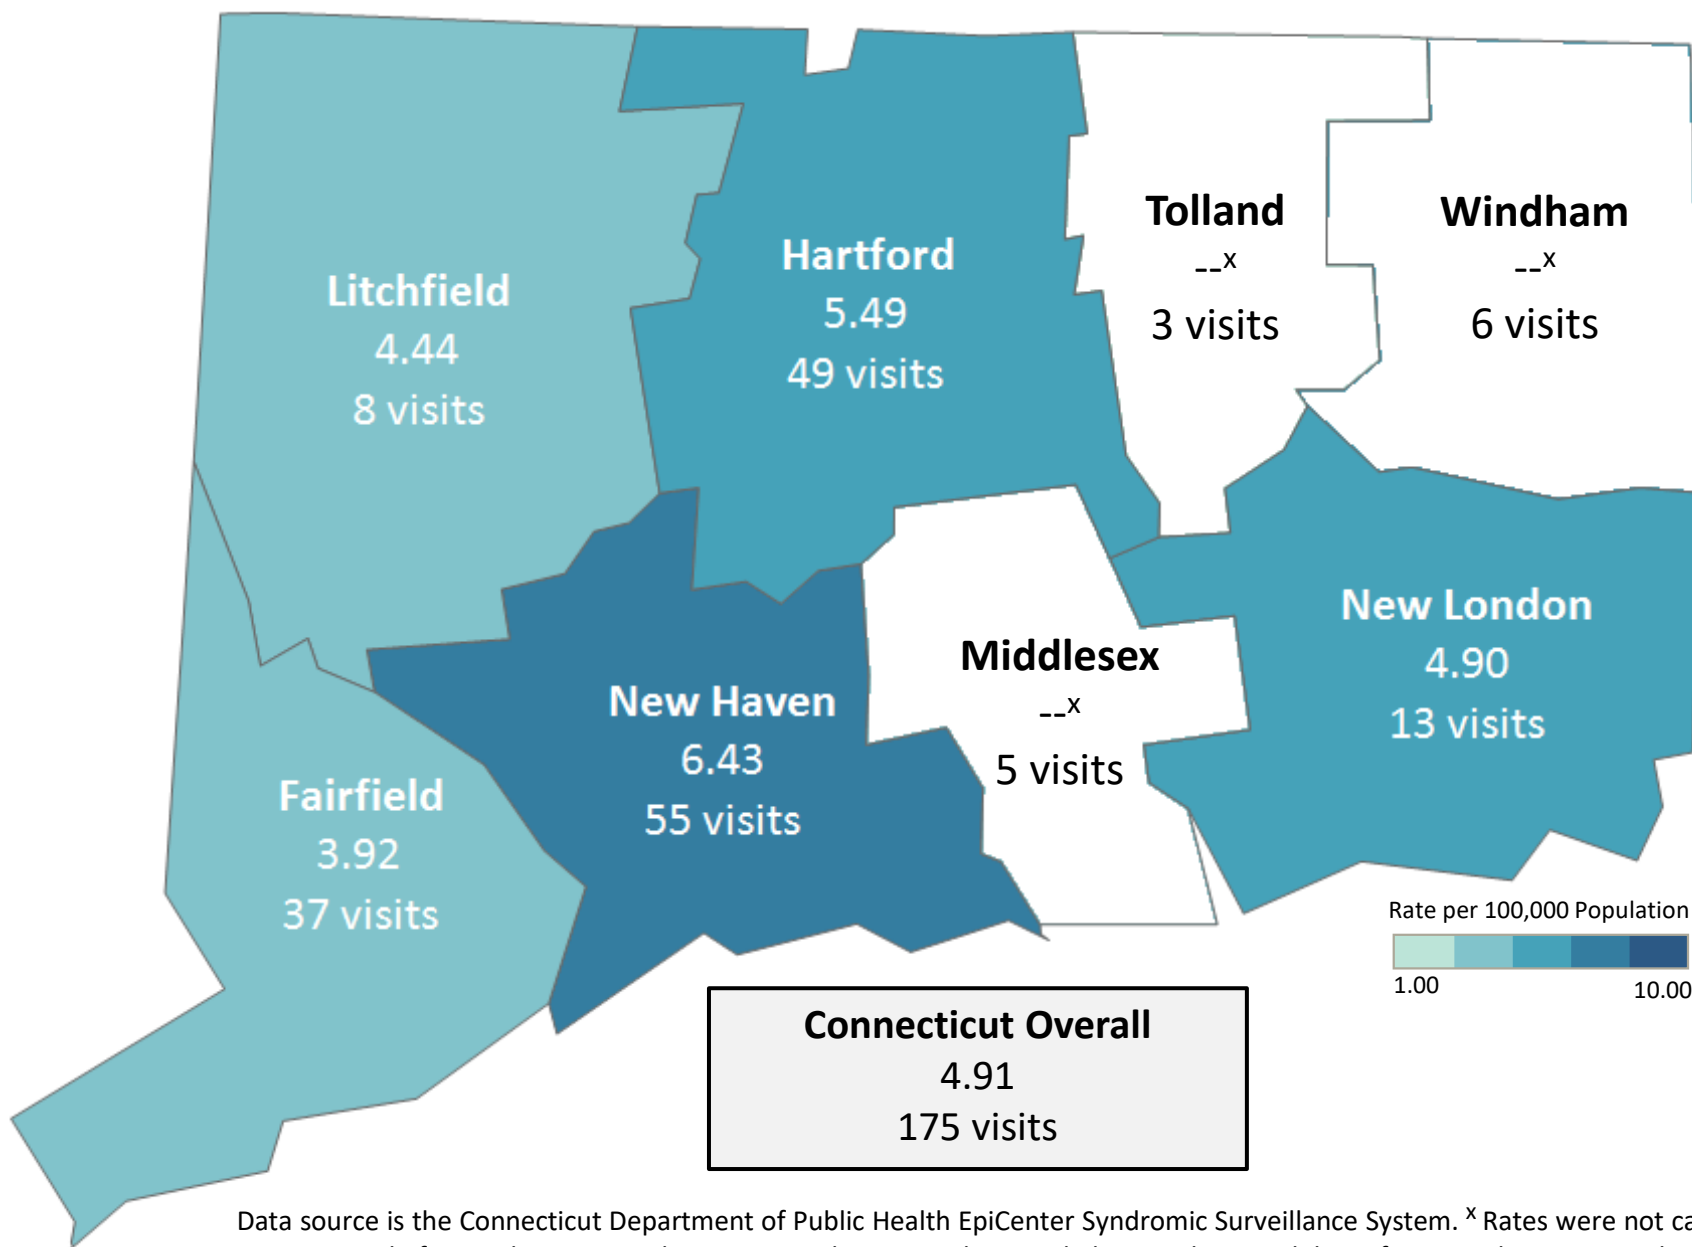 Litchfield
4.44
8 visits
Hartford
5.49
49 visits
Tolland
--ˣ
3 visits
Windham
--ˣ
6 visits
Fairfield
3.92
37 visits
New Haven
6.43
55 visits
Middlesex
--ˣ
5 visits
New London
4.90
13 visits
Rate per 100,000 Population
1.00
10.00
Connecticut Overall
4.91
175 visits
Data source is the Connecticut Department of Public Health EpiCenter Syndromic Surveillance System. ˣ Rates were not